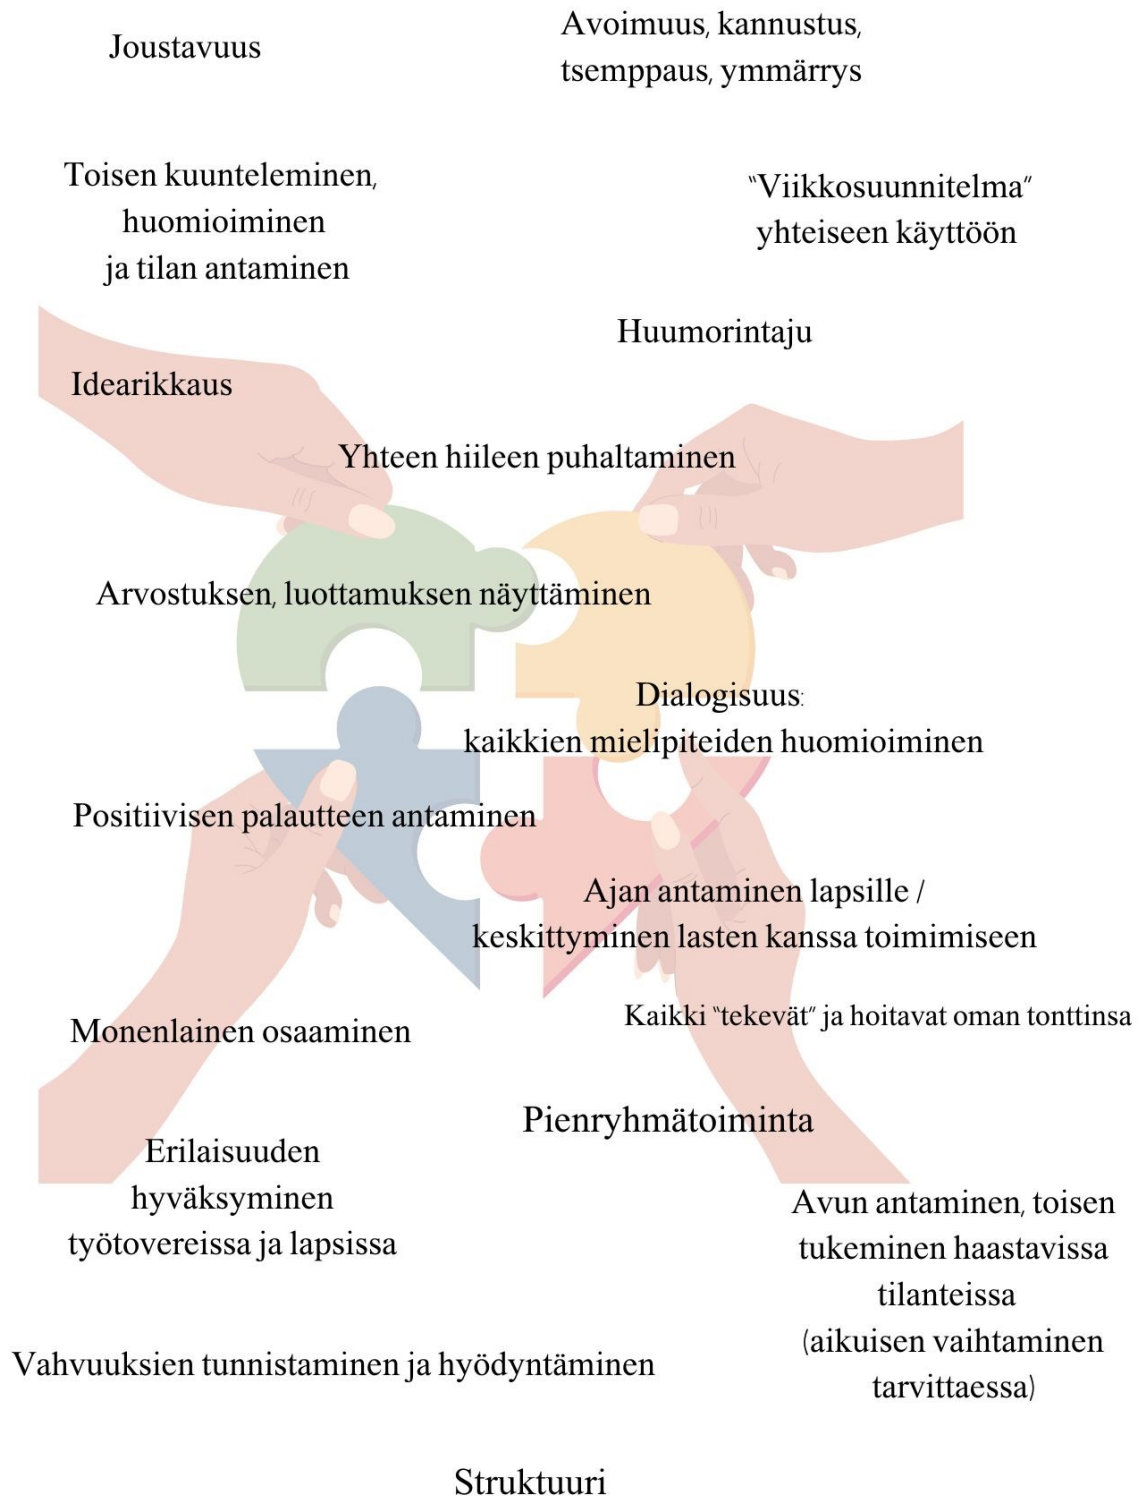 Joustavuus
Avoimuus, kannustus,
tsemppaus, ymmärrys
Toisen kuunteleminen,
huomioiminen
ja tilan antaminen
"Viikkosuunnitelma"
yhteiseen käyttöön
Huumorintaju
Idearikkaus
Yhteen hiileen puhaltaminen
Arvostuksen, luottamuksen näyttäminen
Dialogisuus:
kaikkien mielipiteiden huomioiminen
Positiivisen palautteen antaminen
Ajan antaminen lapsille /
keskittyminen lasten kanssa toimimiseen
Kaikki "tekevät" ja hoitavat oman tonttinsa
Monenlainen osaaminen
Pienryhmätoiminta
Erilaisuuden
hyväksyminen
työtovereissa ja lapsissa
Avun antaminen, toisen
tukeminen haastavissa
tilanteissa
(aikuisen vaihtaminen
tarvittaessa)
Vahvuuksien tunnistaminen ja hyödyntäminen
Struktuuri